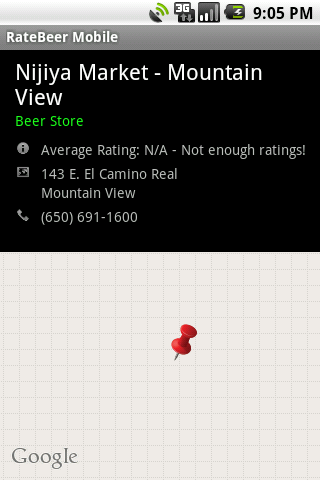 3G
9:05 PM
RateBeer Mobile
Nijiya Market - Mountain
View
Beer Store
Average Rating: N/A - Not enough ratings!
143 E. El Camino Real
Mountain View
(650) 691-1600
Google